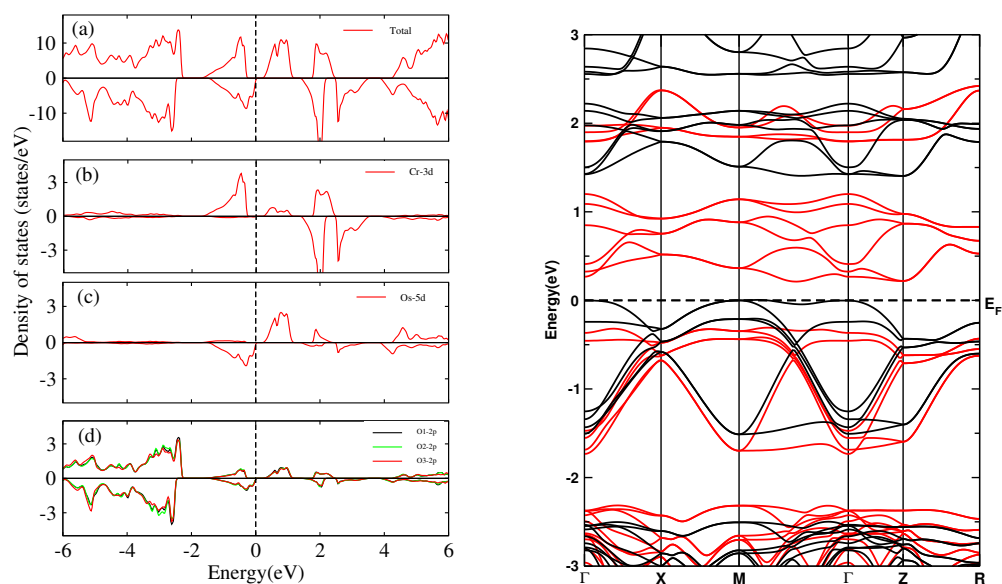 (a)
Total
10
0
-10
Density of states (states/eV)
(b)
Cr-3d
3
0
-3
(c)
Os-5d
3
0
-3
(d)
O1-2p
O2-2p
O3-2p
3
0
-3
-6 -4 -2 0 2 4 6
Energy(eV)
3
2
1
0
-1
-2
-3
Energy(eV)
E_F
Γ X M Γ Z R